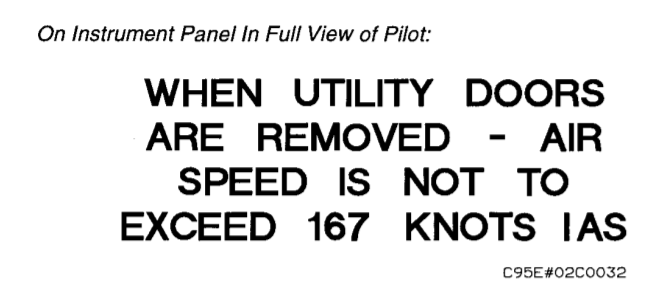 On Instrument Panel In Full View of Pilot:
WHEN UTILITY DOORS
ARE REMOVED - AIR
SPEED IS NOT TO
EXCEED 167 KNOTS IAS
C95E#02C0032